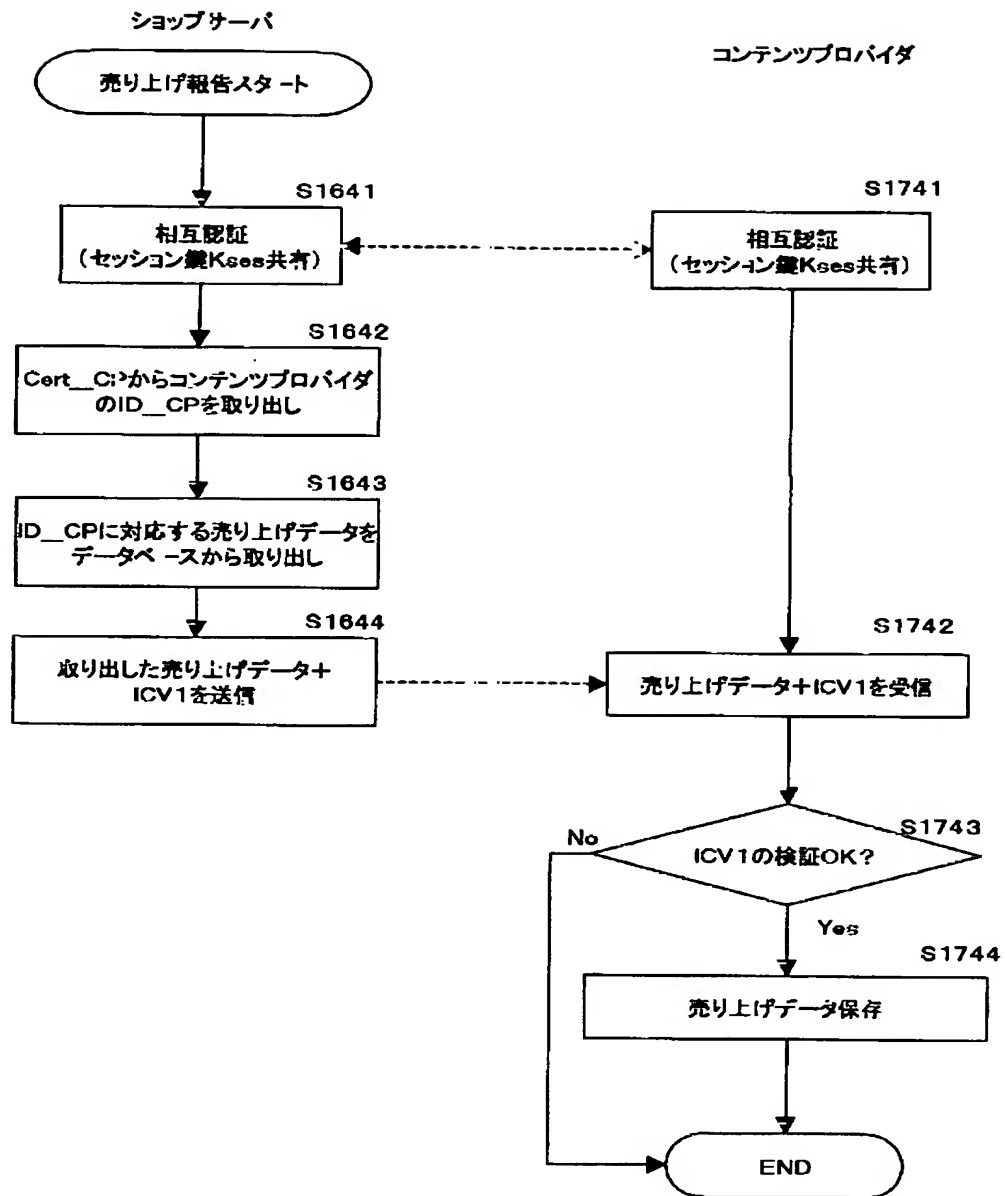 ショップサーバ
コンテンツプロバイダ
売り上げ報告スタート
S1641
相互認証
(セッション鍵Kses共有)
S1741
相互認証
(セッション鍵Kses共有)
S1642
Cert__CPからコンテンツプロバイダ
のID__CPを取り出し
S1643
ID__CPに対応する売り上げデータを
データベースから取り出し
S1644
取り出した売り上げデータ+
ICV1を送信
S1742
売り上げデータ+ICV1を受信
S1743
No
ICV1の検証OK?
Yes
S1744
売り上げデータ保存
END